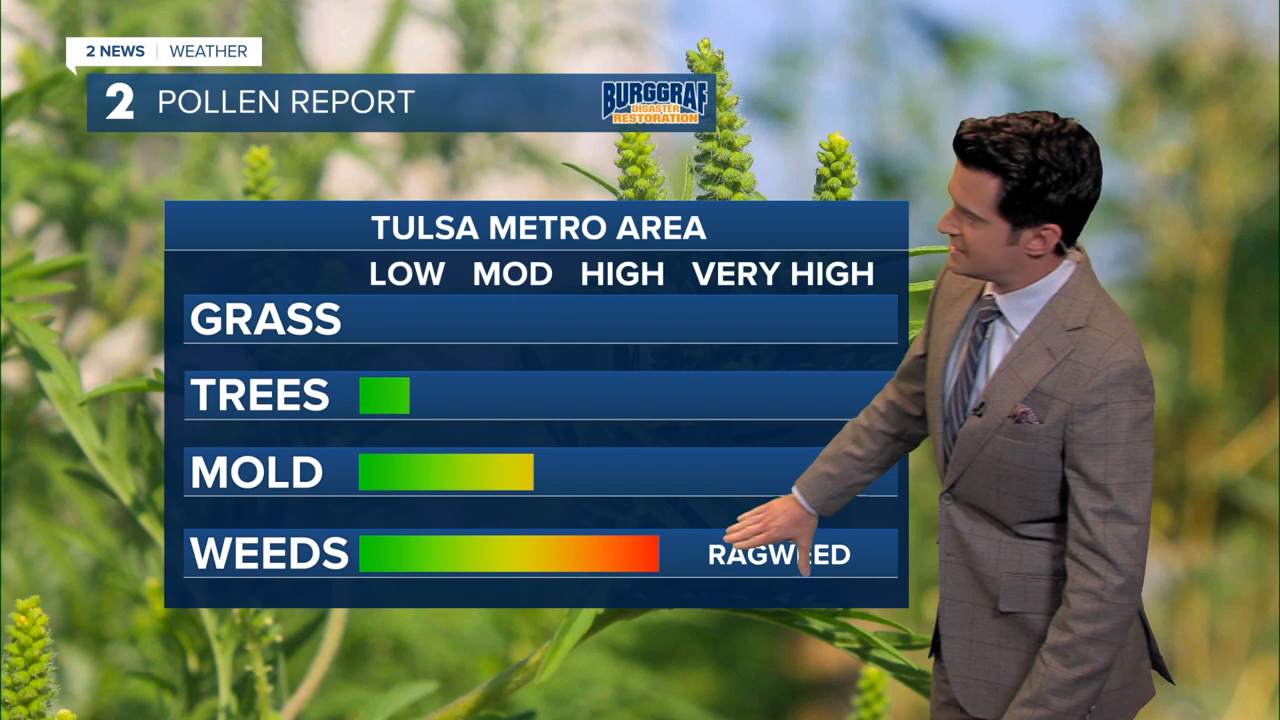 2 NEWS | WEATHER
2 POLLEN REPORT
BURGGRAF
DISASTER
RESTORATION
TULSA METRO AREA
LOW MOD HIGH VERY HIGH
GRASS
TREES
MOLD
WEEDS RAGWEED